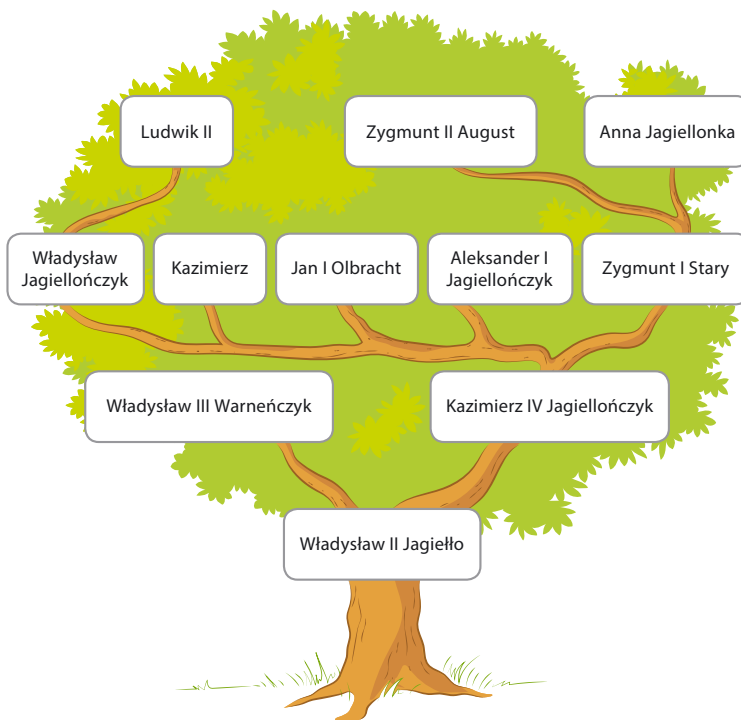 Ludwik II
Zygmunt II August
Anna Jagiellonka
Władysław
Jagiellończyk
Kazimierz
Jan I Olbracht
Aleksander I
Jagiellończyk
Zygmunt I Stary
Władysław III Warneńczyk
Kazimierz IV Jagiellończyk
Władysław II Jagiełło